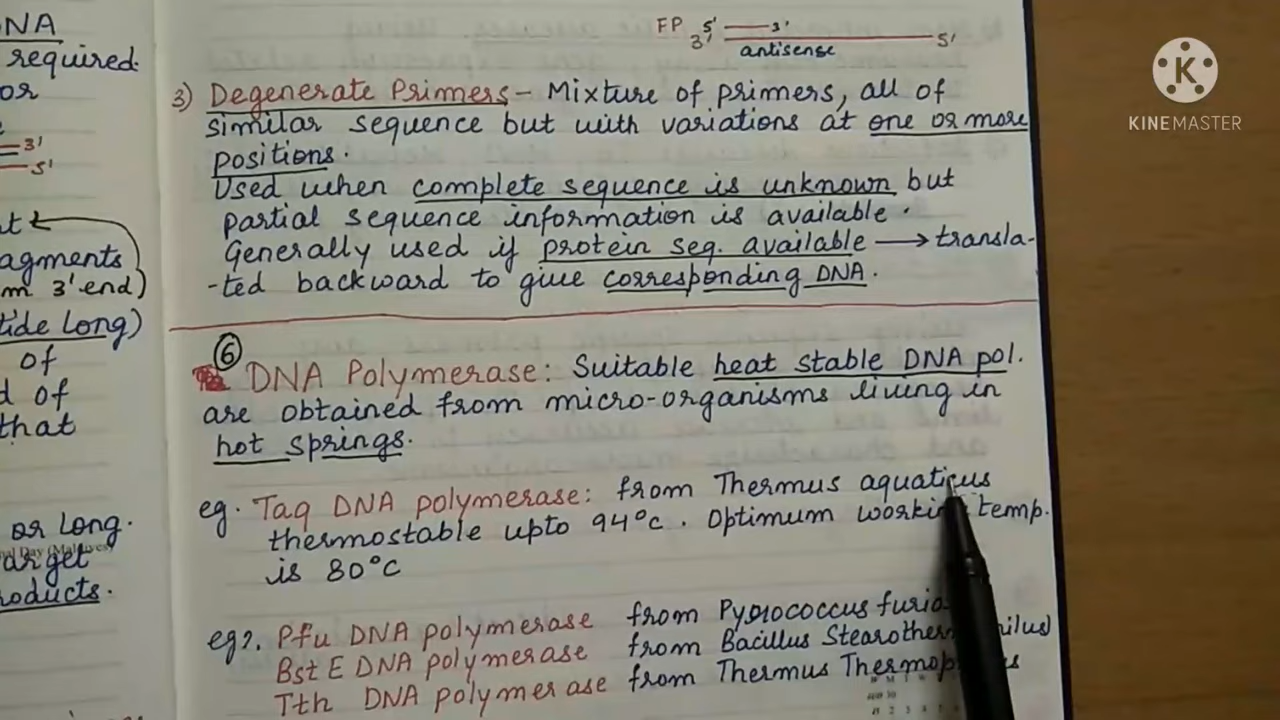 DNA
required.
or
3'
5'
t
agments
m 3' end)
tide long)
of
d of
that
or long.
arget
roducts.
FP 5' 3'
3' 5'
antisense
3) Degenerate Primers - Mixture of primers, all of
similar sequence but with variations at one or more
positions.
Used when complete sequence is unknown but
partial sequence information is available.
Generally used if protein seq. available → transla-
-ted backward to give corresponding DNA.
6
DNA Polymerase: Suitable heat stable DNA pol.
are obtained from micro-organisms living in
hot springs.
eg. Taq DNA polymerase: from Thermus aquaticus
thermostable upto 94°c. Optimum workin temp.
is 80°C
eg2. Pfu DNA polymerase from Pyrococcus furio
Bst E DNA polymerase from Bacillus Stearother ilus)
Tth DNA polymerase from Thermus Thermop us
K
KINEMASTER